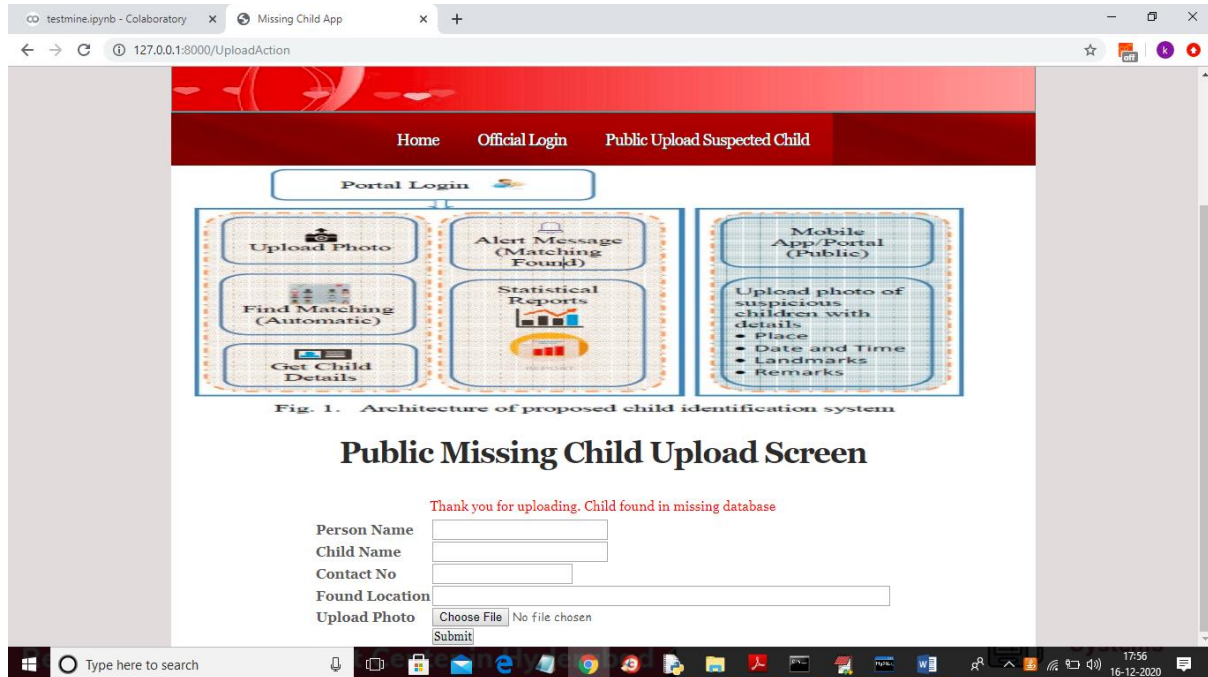 testmine.ipynb - Colaboratory
Missing Child App
127.0.0.1:8000/UploadAction
off
k
Home
Official Login
Public Upload Suspected Child
Portal Login
Upload Photo
Find Matching
(Automatic)
Get Child
Details
Alert Message
(Matching
Found)
Statistical
Reports
Mobile
App/Portal
(Public)
Upload photo of
suspicious
children with
details
• Place
• Date and Time
• Landmarks
• Remarks
Fig. 1. Architecture of proposed child identification system
Public Missing Child Upload Screen
Thank you for uploading. Child found in missing database
Person Name
Child Name
Contact No
Found Location
Upload Photo
Choose File No file chosen
Submit
Type here to search
17:56
16-12-2020